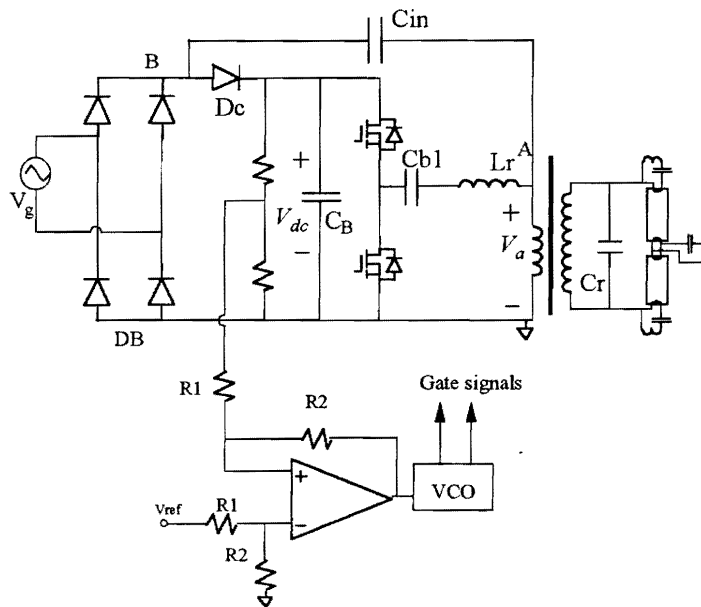 Cin
B
Dc
Vg
+
Vdc
−
CB
Cb1
Lr
A
+
Va
−
Cr
DB
R1
R2
Gate signals
+
−
VCO
Vref
R1
R2